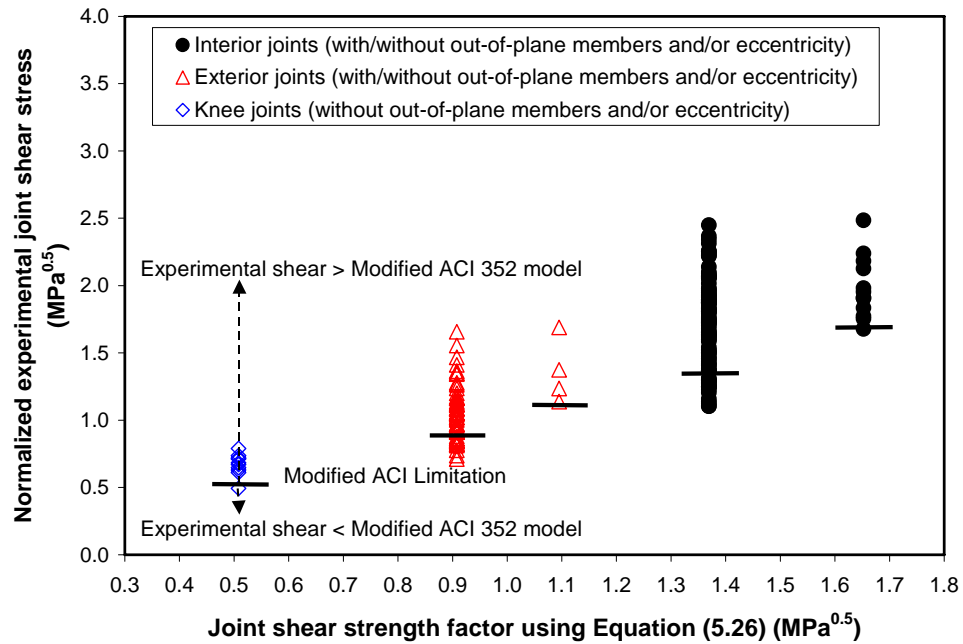 Normalized experimental joint shear stress
(MPa^0.5)
4.0
3.5
3.0
2.5
2.0
1.5
1.0
0.5
0.0
Interior joints (with/without out-of-plane members and/or eccentricity)
Exterior joints (with/without out-of-plane members and/or eccentricity)
Knee joints (without out-of-plane members and/or eccentricity)
Experimental shear > Modified ACI 352 model
Modified ACI Limitation
Experimental shear < Modified ACI 352 model
0.3 0.4 0.5 0.6 0.7 0.8 0.9 1.0 1.1 1.2 1.3 1.4 1.5 1.6 1.7 1.8
Joint shear strength factor using Equation (5.26) (MPa^0.5)